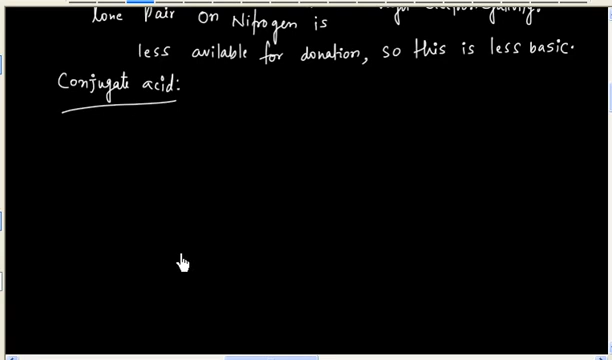 lone Pair On Nitrogen is
less avilable for donation, so this is less basic.
Conjugate acid: